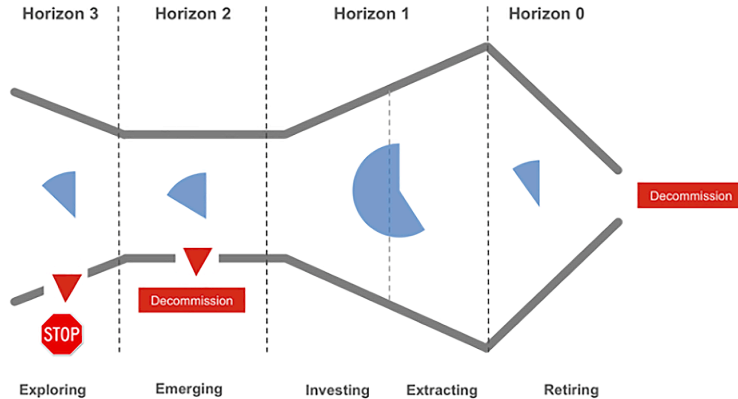 Horizon 3 Horizon 2 Horizon 1 Horizon 0
Decommission
Decommission
STOP
Exploring Emerging Investing Extracting Retiring